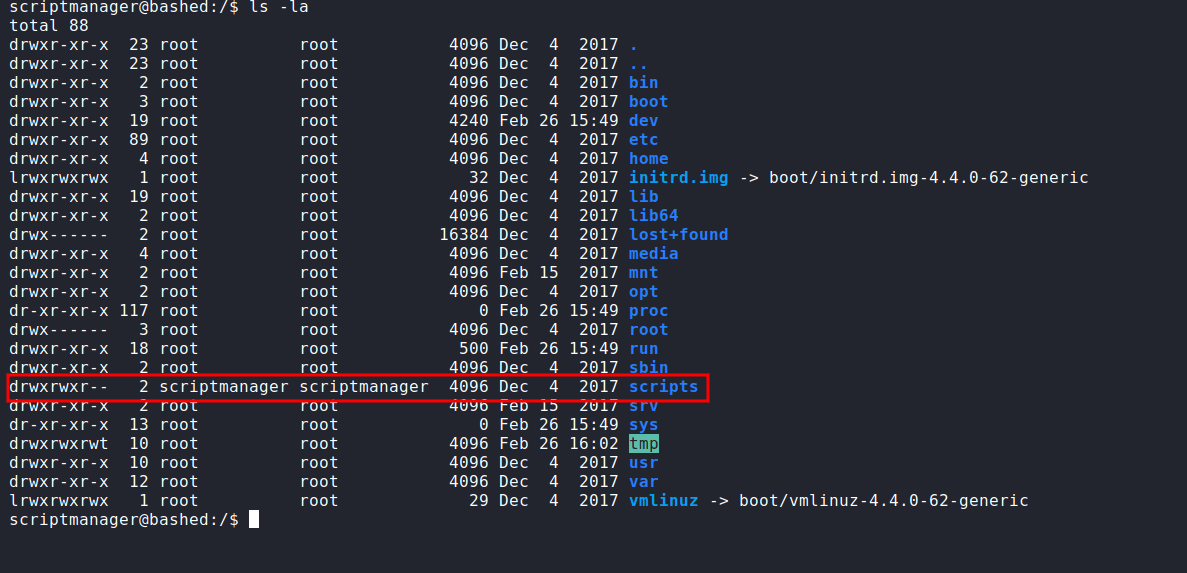 scriptmanager@bashed:/$ ls -la
total 88
drwxr-xr-x  23 root          root           4096 Dec  4  2017 .
drwxr-xr-x  23 root          root           4096 Dec  4  2017 ..
drwxr-xr-x   2 root          root           4096 Dec  4  2017 bin
drwxr-xr-x   3 root          root           4096 Dec  4  2017 boot
drwxr-xr-x  19 root          root           4240 Feb 26 15:49 dev
drwxr-xr-x  89 root          root           4096 Dec  4  2017 etc
drwxr-xr-x   4 root          root           4096 Dec  4  2017 home
lrwxrwxrwx   1 root          root             32 Dec  4  2017 initrd.img -> boot/initrd.img-4.4.0-62-generic
drwxr-xr-x  19 root          root           4096 Dec  4  2017 lib
drwxr-xr-x   2 root          root           4096 Dec  4  2017 lib64
drwx------   2 root          root          16384 Dec  4  2017 lost+found
drwxr-xr-x   4 root          root           4096 Dec  4  2017 media
drwxr-xr-x   2 root          root           4096 Feb 15  2017 mnt
drwxr-xr-x   2 root          root           4096 Dec  4  2017 opt
dr-xr-xr-x 117 root          root              0 Feb 26 15:49 proc
drwx------   3 root          root           4096 Dec  4  2017 root
drwxr-xr-x  18 root          root            500 Feb 26 15:49 run
drwxr-xr-x   2 root          root           4096 Dec  4  2017 sbin
drwxrwxr--   2 scriptmanager scriptmanager  4096 Dec  4  2017 scripts
drwxr-xr-x   2 root          root           4096 Feb 15  2017 srv
dr-xr-xr-x  13 root          root              0 Feb 26 15:49 sys
drwxrwxrwt  10 root          root           4096 Feb 26 16:02 tmp
drwxr-xr-x  10 root          root           4096 Dec  4  2017 usr
drwxr-xr-x  12 root          root           4096 Dec  4  2017 var
lrwxrwxrwx   1 root          root             29 Dec  4  2017 vmlinuz -> boot/vmlinuz-4.4.0-62-generic
scriptmanager@bashed:/$